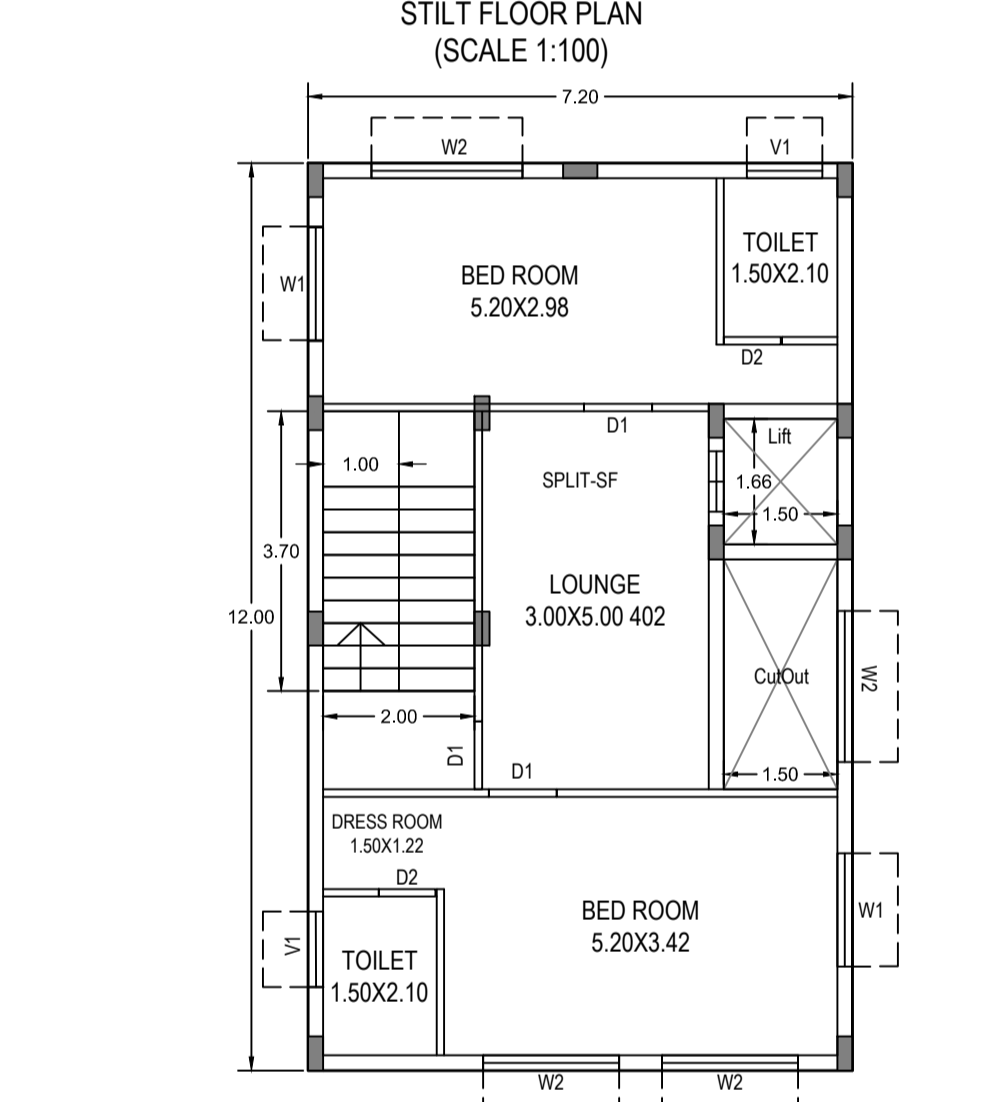 STILT FLOOR PLAN
(SCALE 1:100)
7.20
W2
V1
TOILET
1.50X2.10
W1
BED ROOM
5.20X2.98
D2
D1
Lift
1.00
SPLIT-SF
1.66
1.50
3.70
LOUNGE
3.00X5.00 402
12.00
CutOut
W2
2.00
D1
D1
1.50
DRESS ROOM
1.50X1.22
D2
BED ROOM
5.20X3.42
W1
V1
TOILET
1.50X2.10
W2
W2